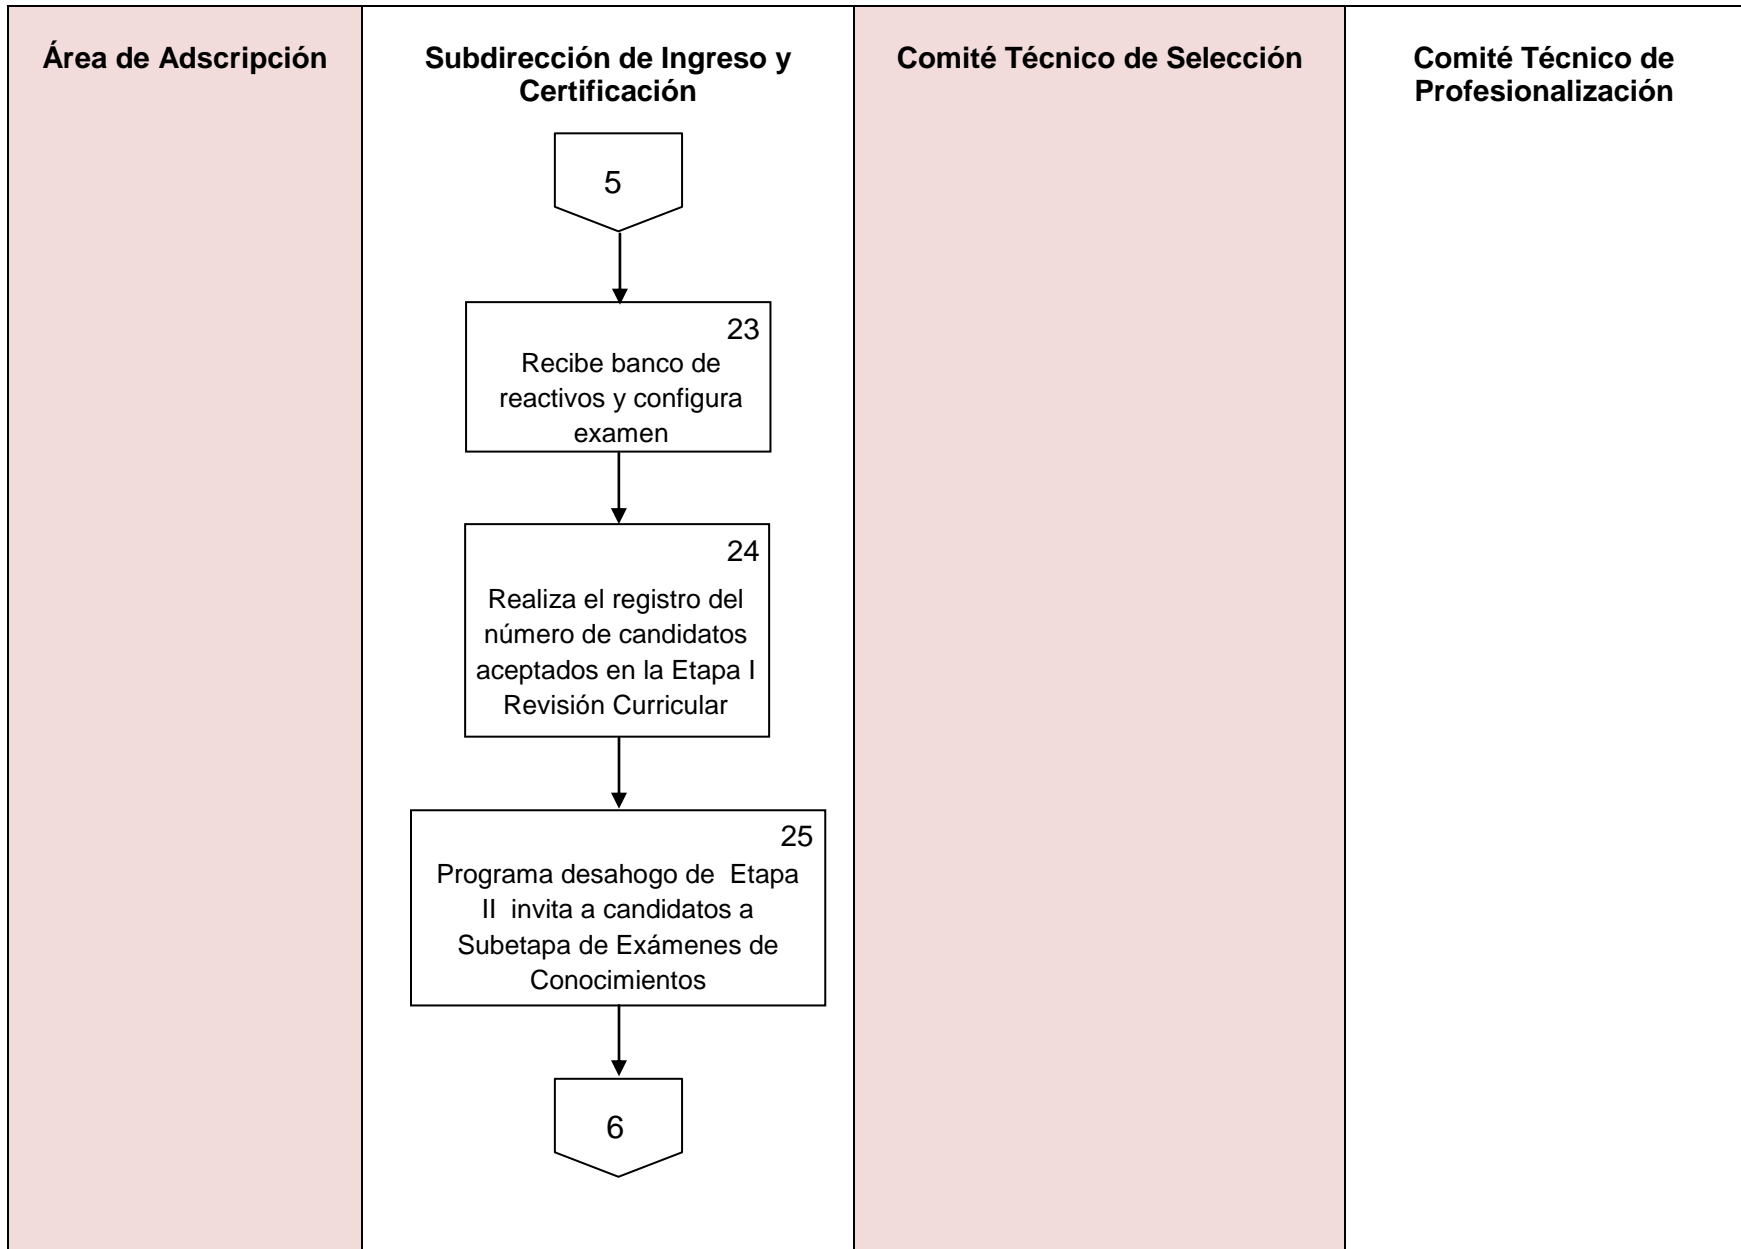 Área de Adscripción
Subdirección de Ingreso y
Certificación
Comité Técnico de Selección
Comité Técnico de
Profesionalización
5
23
Recibe banco de
reactivos y configura
examen
24
Realiza el registro del
número de candidatos
aceptados en la Etapa I
Revisión Curricular
25
Programa desahogo de  Etapa
II  invita a candidatos a
Subetapa de Exámenes de
Conocimientos
6